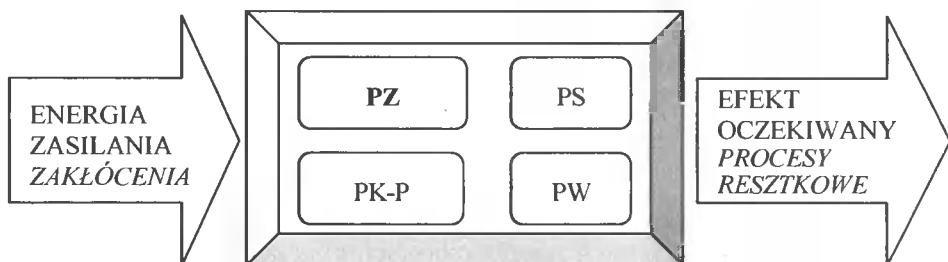 ENERGIA
ZASILANIA
ZAKŁÓCENIA
PZ
PS
PK-P
PW
EFEKT
OCZEKIWANY
PROCESY
RESZTKOWE